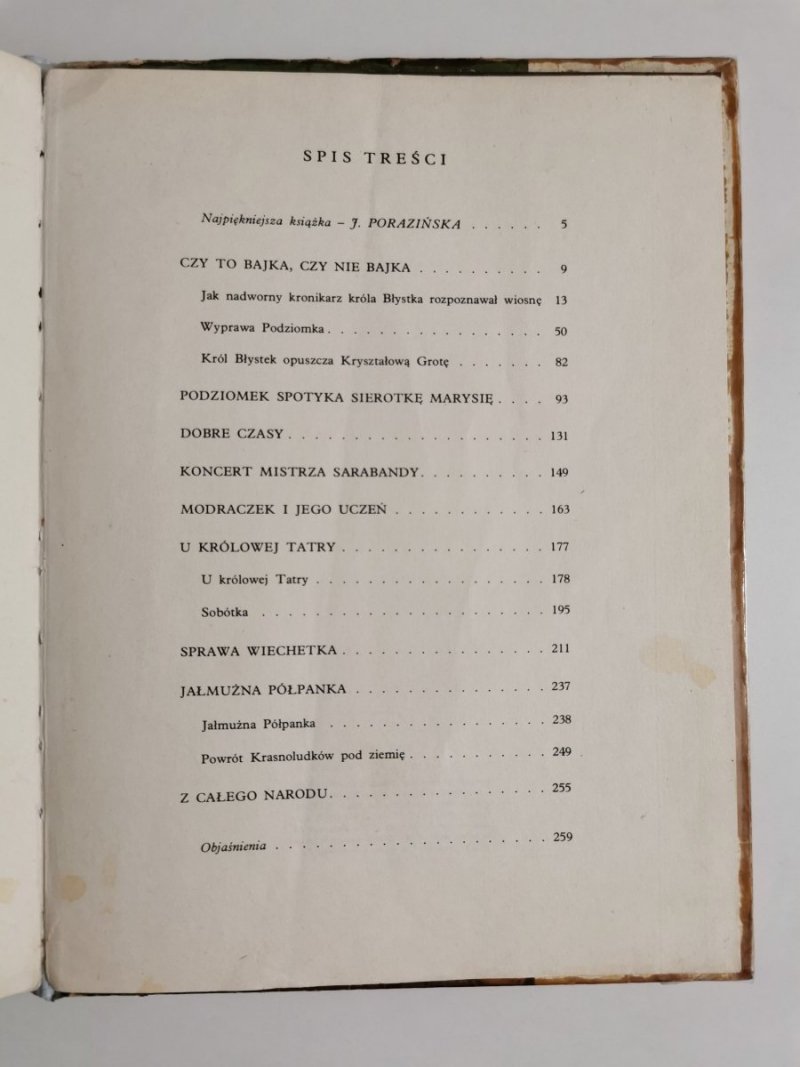 SPIS TREŚCI
Najpiękniejsza książka – J. PORAZIŃSKA . . . . . . 5
CZY TO BAJKA, CZY NIE BAJKA . . . . . . . . . . 9
Jak nadworny kronikarz króla Błystka rozpoznawał wiosnę 13
Wyprawa Podziomka . . . . . . . . . . . . . . . . . 50
Król Błystek opuszcza Kryształową Grotę . . . . . . . 82
PODZIOMEK SPOTYKA SIEROTKĘ MARYSIĘ . . . . 93
DOBRE CZASY . . . . . . . . . . . . . . . . . . . . 131
KONCERT MISTRZA SARABANDY . . . . . . . . . . 149
MODRACZEK I JEGO UCZEŃ . . . . . . . . . . . . 163
U KRÓLOWEJ TATRY . . . . . . . . . . . . . . . . 177
U królowej Tatry . . . . . . . . . . . . . . . . . . 178
Sobótka . . . . . . . . . . . . . . . . . . . . . . 195
SPRAWA WIECHETKA . . . . . . . . . . . . . . . . 211
JAŁMUŻNA PÓŁPANKA . . . . . . . . . . . . . . . 237
Jałmużna Półpanka . . . . . . . . . . . . . . . . . 238
Powrót Krasnoludków pod ziemię . . . . . . . . . . . 249
Z CAŁEGO NARODU . . . . . . . . . . . . . . . . . 255
Objaśnienia . . . . . . . . . . . . . . . . . . . . . 259